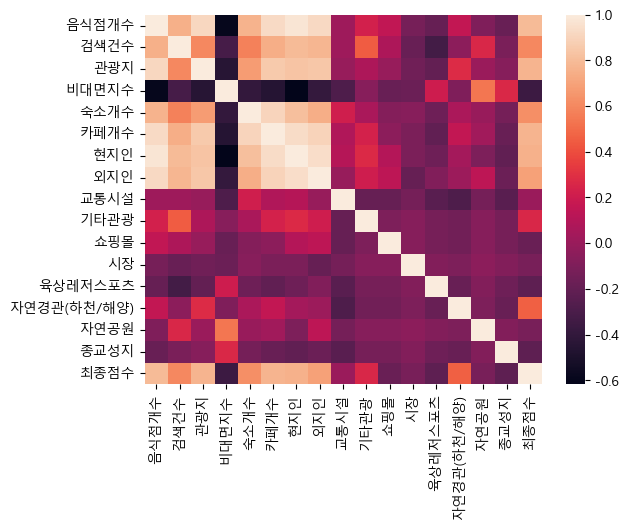 음식점개수
검색건수
관광지
비대면지수
숙소개수
카페개수
현지인
외지인
교통시설
기타관광
쇼핑몰
시장
육상레저스포츠
자연경관(하천/해양)
자연공원
종교성지
최종점수
음식점개수
검색건수
관광지
비대면지수
숙소개수
카페개수
현지인
외지인
교통시설
기타관광
쇼핑몰
시장
육상레저스포츠
자연경관(하천/해양)
자연공원
종교성지
최종점수
1.0
0.8
0.6
0.4
0.2
0.0
-0.2
-0.4
-0.6